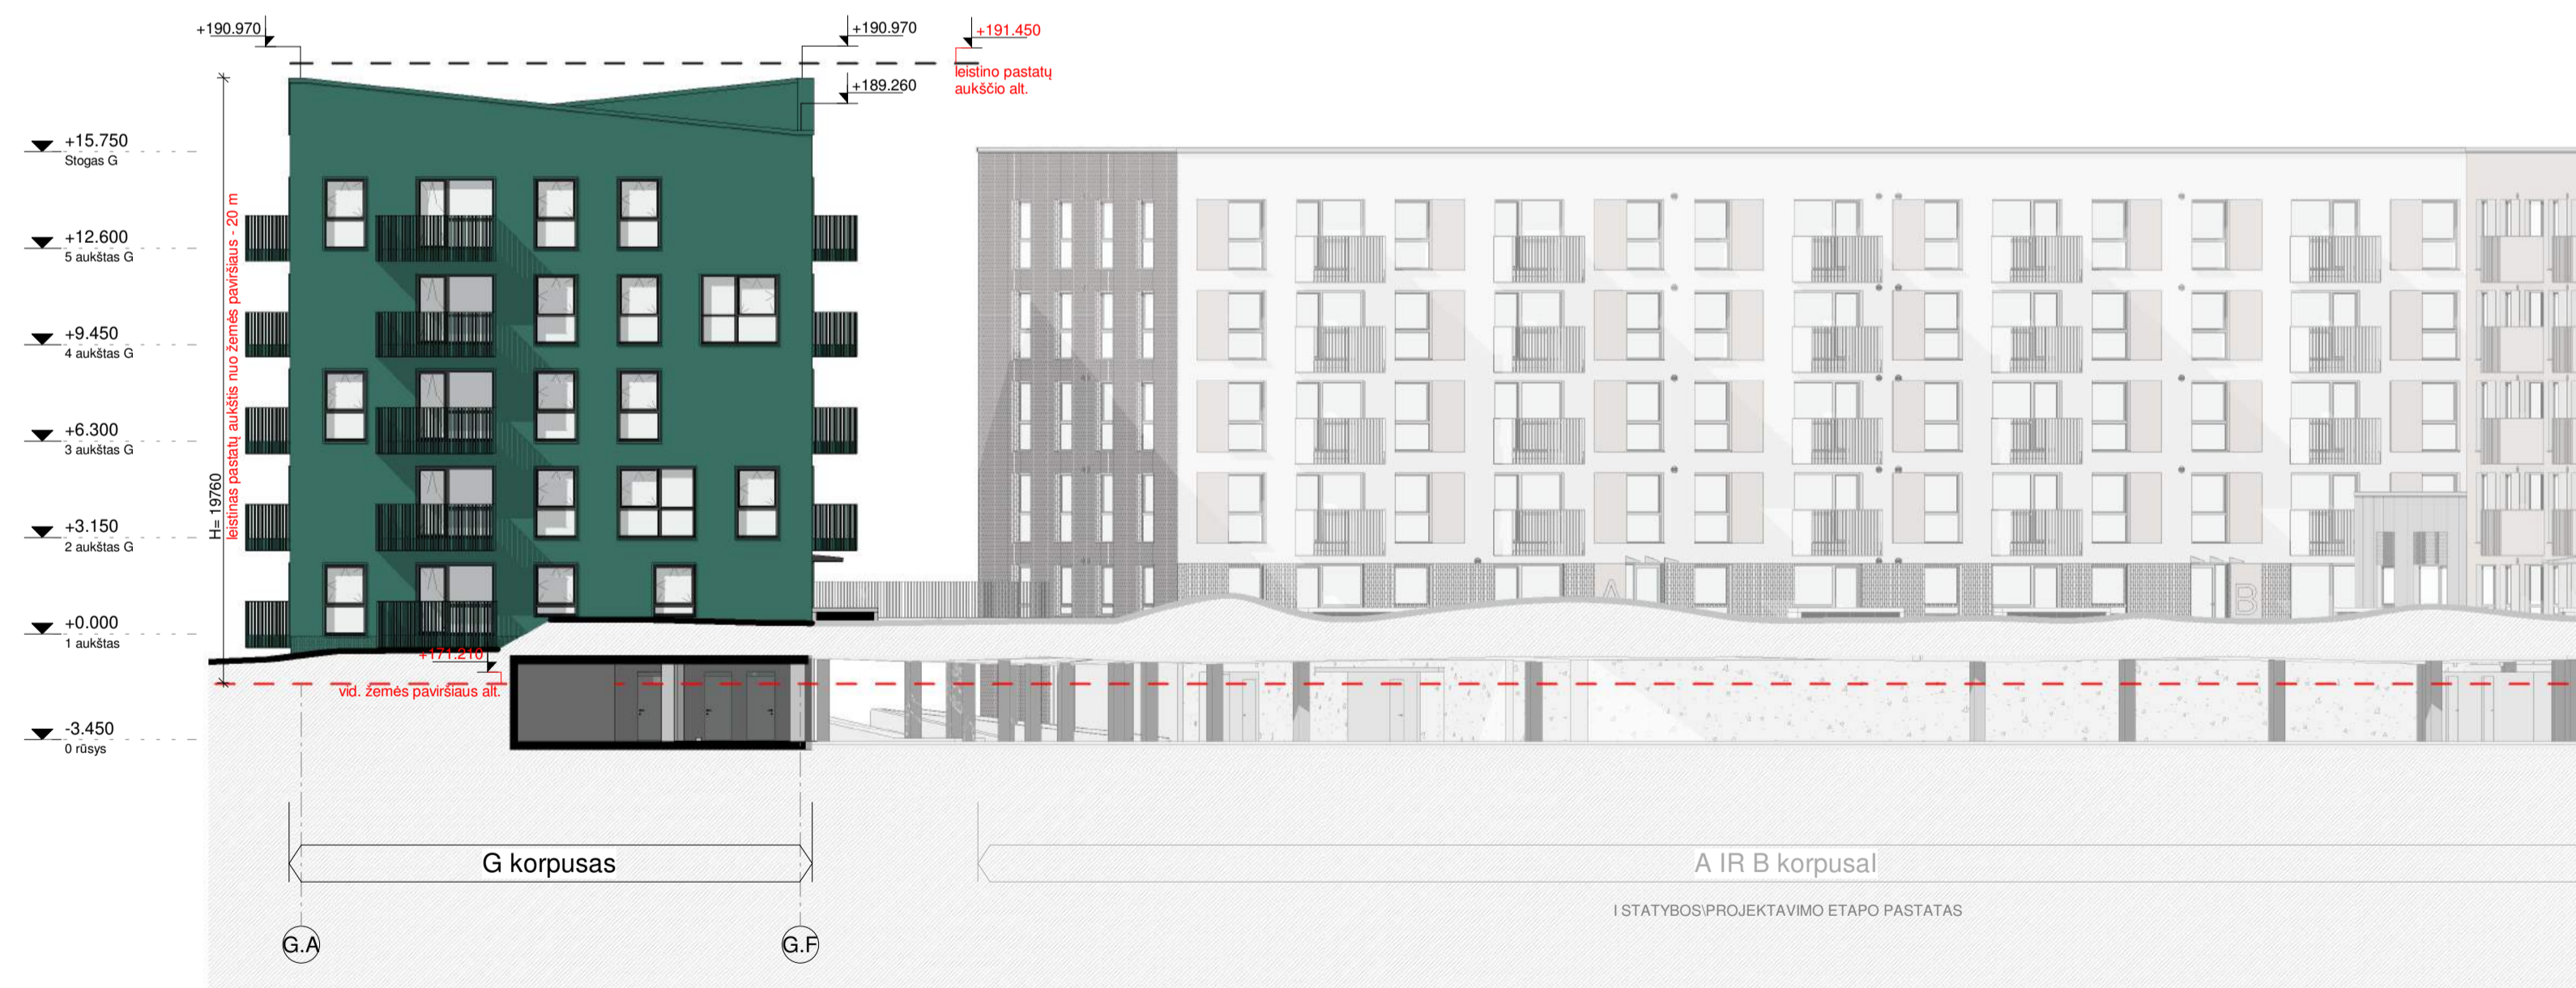 +190.970
+190.970
+191.450
leistino pastatų
aukščio alt.
+189.260
+15.750
Stogas G
+12.600
5 aukštas G
+9.450
4 aukštas G
+6.300
3 aukštas G
+3.150
2 aukštas G
+0.000
1 aukštas
-3.450
0 rūsys
H= 19760
leistinas pastatų aukštis nuo žemės paviršiaus - 20 m
+171.210
vid. žemės paviršiaus alt.
A
B
G korpusas
A IR B korpusaI
I STATYBOS\PROJEKTAVIMO ETAPO PASTATAS
G.A
G.F